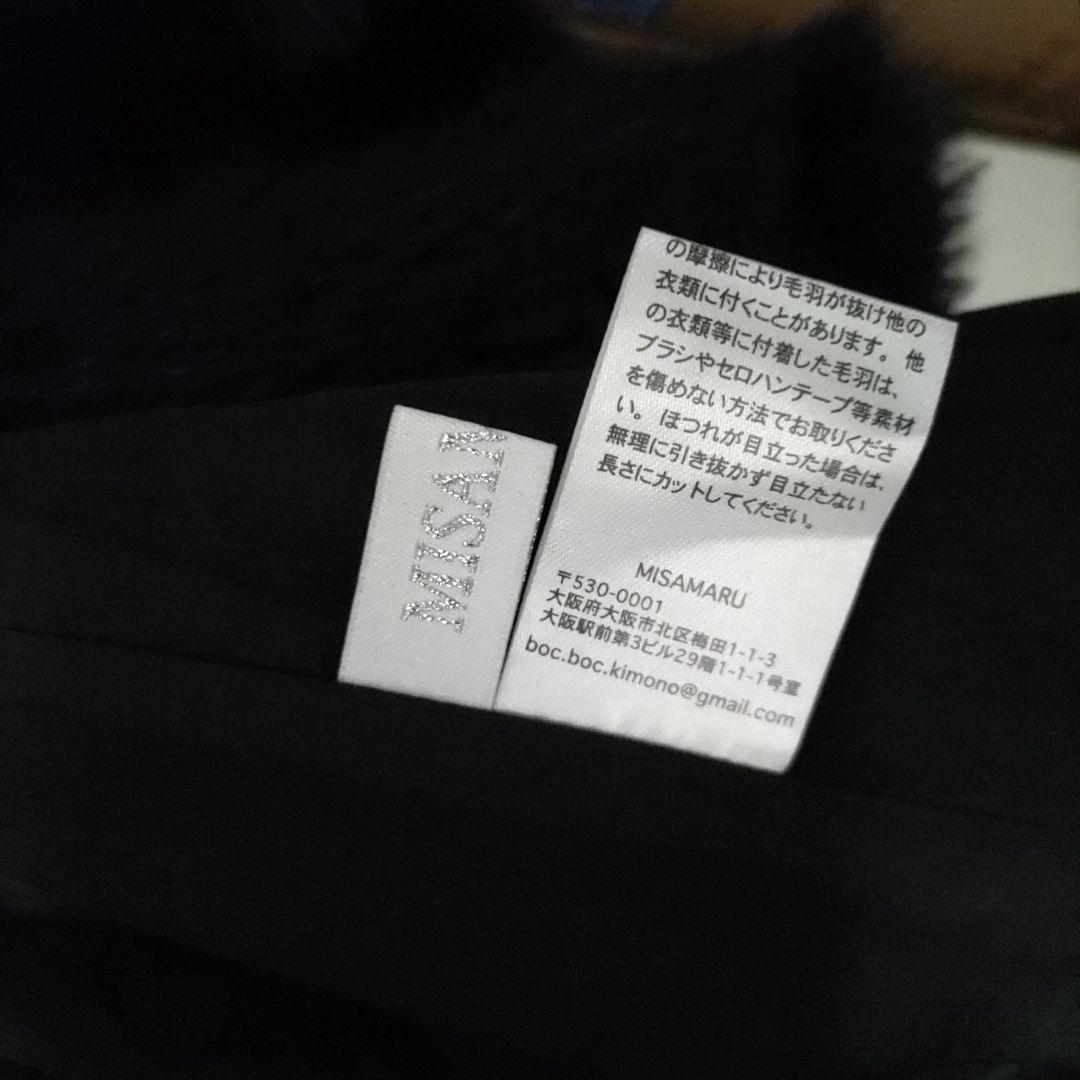 の摩擦により毛羽が抜け他の
衣類に付くことがあります。 他
の衣類等に付着した毛羽は、
ブラシやセロハンテープ等素材
を傷めない方法でお取りくださ
い。 ほつれが目立った場合は、
無理に引き抜かず目立たない
長さにカットしてください。
MISAMARU
〒530-0001
大阪府大阪市北区梅田1-1-3
大阪駅前第3ビル29階1-1-1号室
boc.boc.kimono@gmail.com
MISAM